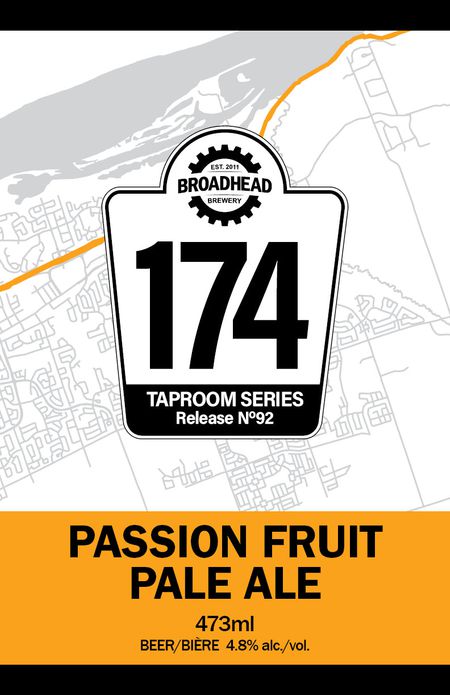 EST. 2011
BROADHEAD
BREWERY
174
TAPROOM SERIES
Release Nº92
PASSION FRUIT
PALE ALE
473ml
BEER/BIÈRE 4.8% alc./vol.